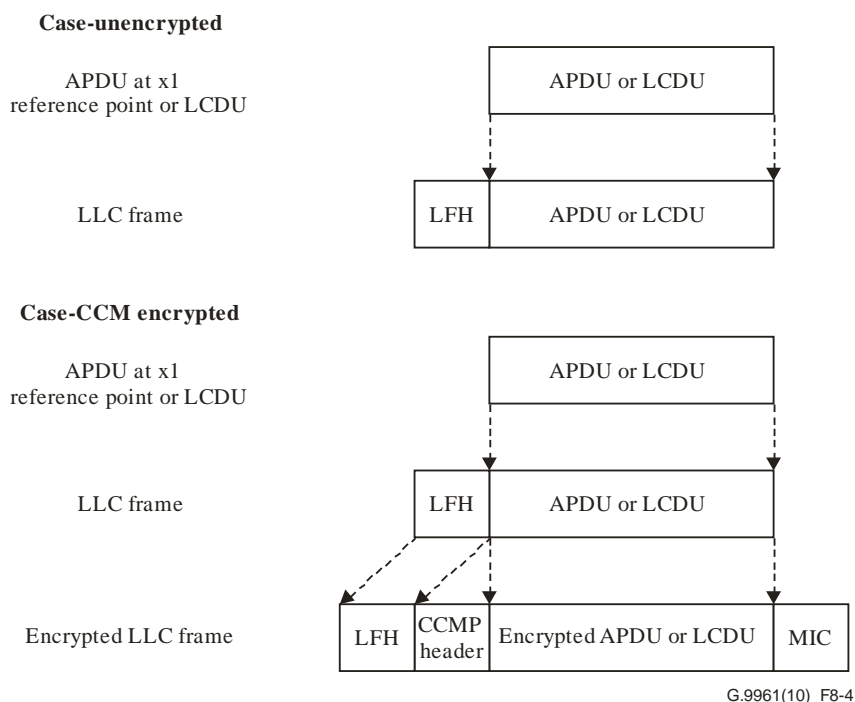 Case-unencrypted
APDU at x1
reference point or LCDU
APDU or LCDU
LLC frame
LFH
APDU or LCDU
Case-CCM encrypted
APDU at x1
reference point or LCDU
APDU or LCDU
LLC frame
LFH
APDU or LCDU
Encrypted LLC frame
LFH
CCMP
header
Encrypted APDU or LCDU
MIC
G.9961(10)_F8-4